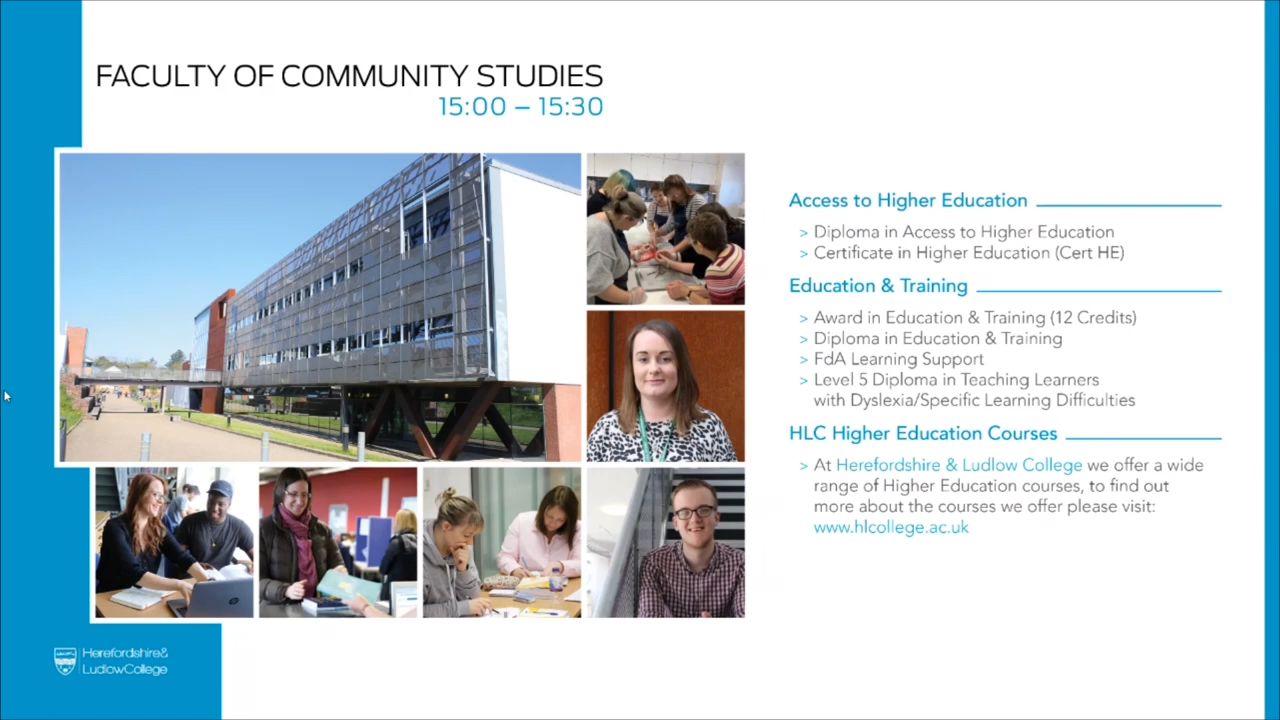 FACULTY OF COMMUNITY STUDIES
15:00 – 15:30
Access to Higher Education
> Diploma in Access to Higher Education
> Certificate in Higher Education (Cert HE)
Education & Training
> Award in Education & Training (12 Credits)
> Diploma in Education & Training
> FdA Learning Support
> Level 5 Diploma in Teaching Learners
with Dyslexia/Specific Learning Difficulties
HLC Higher Education Courses
> At Herefordshire & Ludlow College we offer a wide
range of Higher Education courses, to find out
more about the courses we offer please visit:
www.hlcollege.ac.uk
Herefordshire&
LudlowCollege